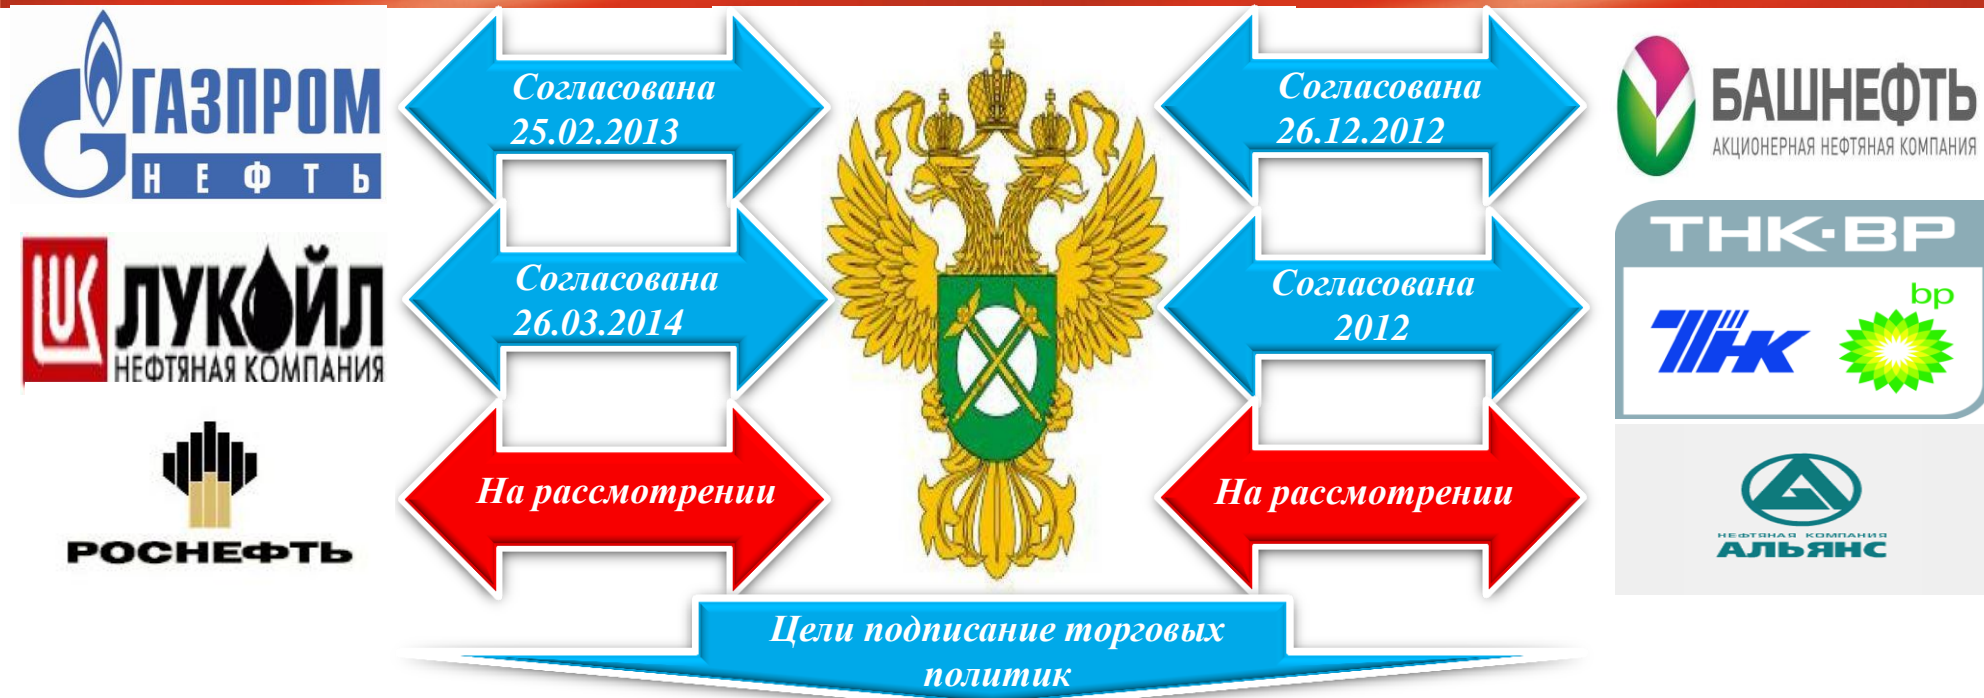 ГАЗПРОМ
НЕФТЬ
Согласована
25.02.2013
Согласована
26.12.2012
БАШНЕФТЬ
АКЦИОНЕРНАЯ НЕФТЯНАЯ КОМПАНИЯ
ЛУКОЙЛ
НЕФТЯНАЯ КОМПАНИЯ
Согласована
26.03.2014
Согласована
2012
ТНК-BP
bp
ТНК
РОСНЕФТЬ
На рассмотрении
На рассмотрении
НЕФТЯНАЯ КОМПАНИЯ
АЛЬЯНС
Цели подписание торговых
политик